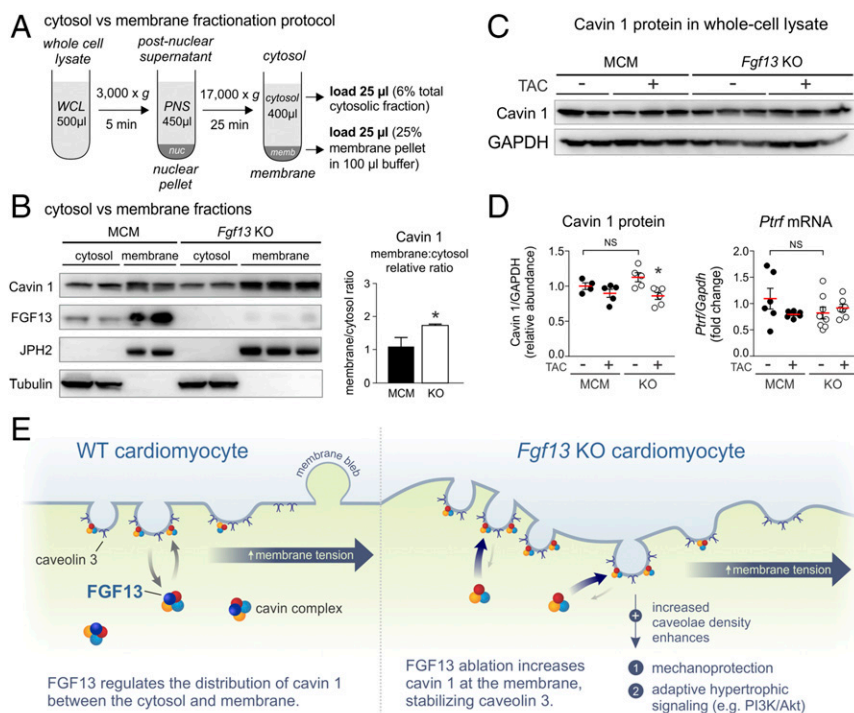 A
cytosol vs membrane fractionation protocol
whole cell
lysate
post-nuclear
supernatant
cytosol
WCL
500µl
3,000 x g
5 min
PNS
450µl
nuc
nuclear
pellet
17,000 x g
25 min
cytosol
400µl
memb
membrane
load 25 µl (6% total
cytosolic fraction)
load 25 µl (25%
membrane pellet
in 100 µl buffer)
B
cytosol vs membrane fractions
MCM
Fgf13 KO
cytosol
membrane
cytosol
membrane
Cavin 1
FGF13
JPH2
Tubulin
Cavin 1
membrane:cytosol
relative ratio
membrane/cytosol ratio
3
2
1
0
*
MCM
KO
C
Cavin 1 protein in whole-cell lysate
MCM
Fgf13 KO
TAC
-
+
-
+
Cavin 1
GAPDH
D
Cavin 1 protein
Cavin 1/GAPDH
(relative abundance)
1.5
1.0
0.5
0.0
NS
*
TAC
-
+
-
+
MCM
KO
Ptrf mRNA
Ptrf/Gapdh
(fold change)
2.0
1.5
1.0
0.5
0.0
NS
TAC
-
+
-
+
MCM
KO
E
WT cardiomyocyte
membrane bleb
caveolin 3
↑membrane tension
FGF13
cavin complex
FGF13 regulates the distribution of cavin 1
between the cytosol and membrane.
Fgf13 KO cardiomyocyte
↑membrane tension
+
increased
caveolae density
enhances
FGF13 ablation increases
cavin 1 at the membrane,
stabilizing caveolin 3.
1 mechanoprotection
2 adaptive hypertrophic
signaling (e.g. PI3K/Akt)